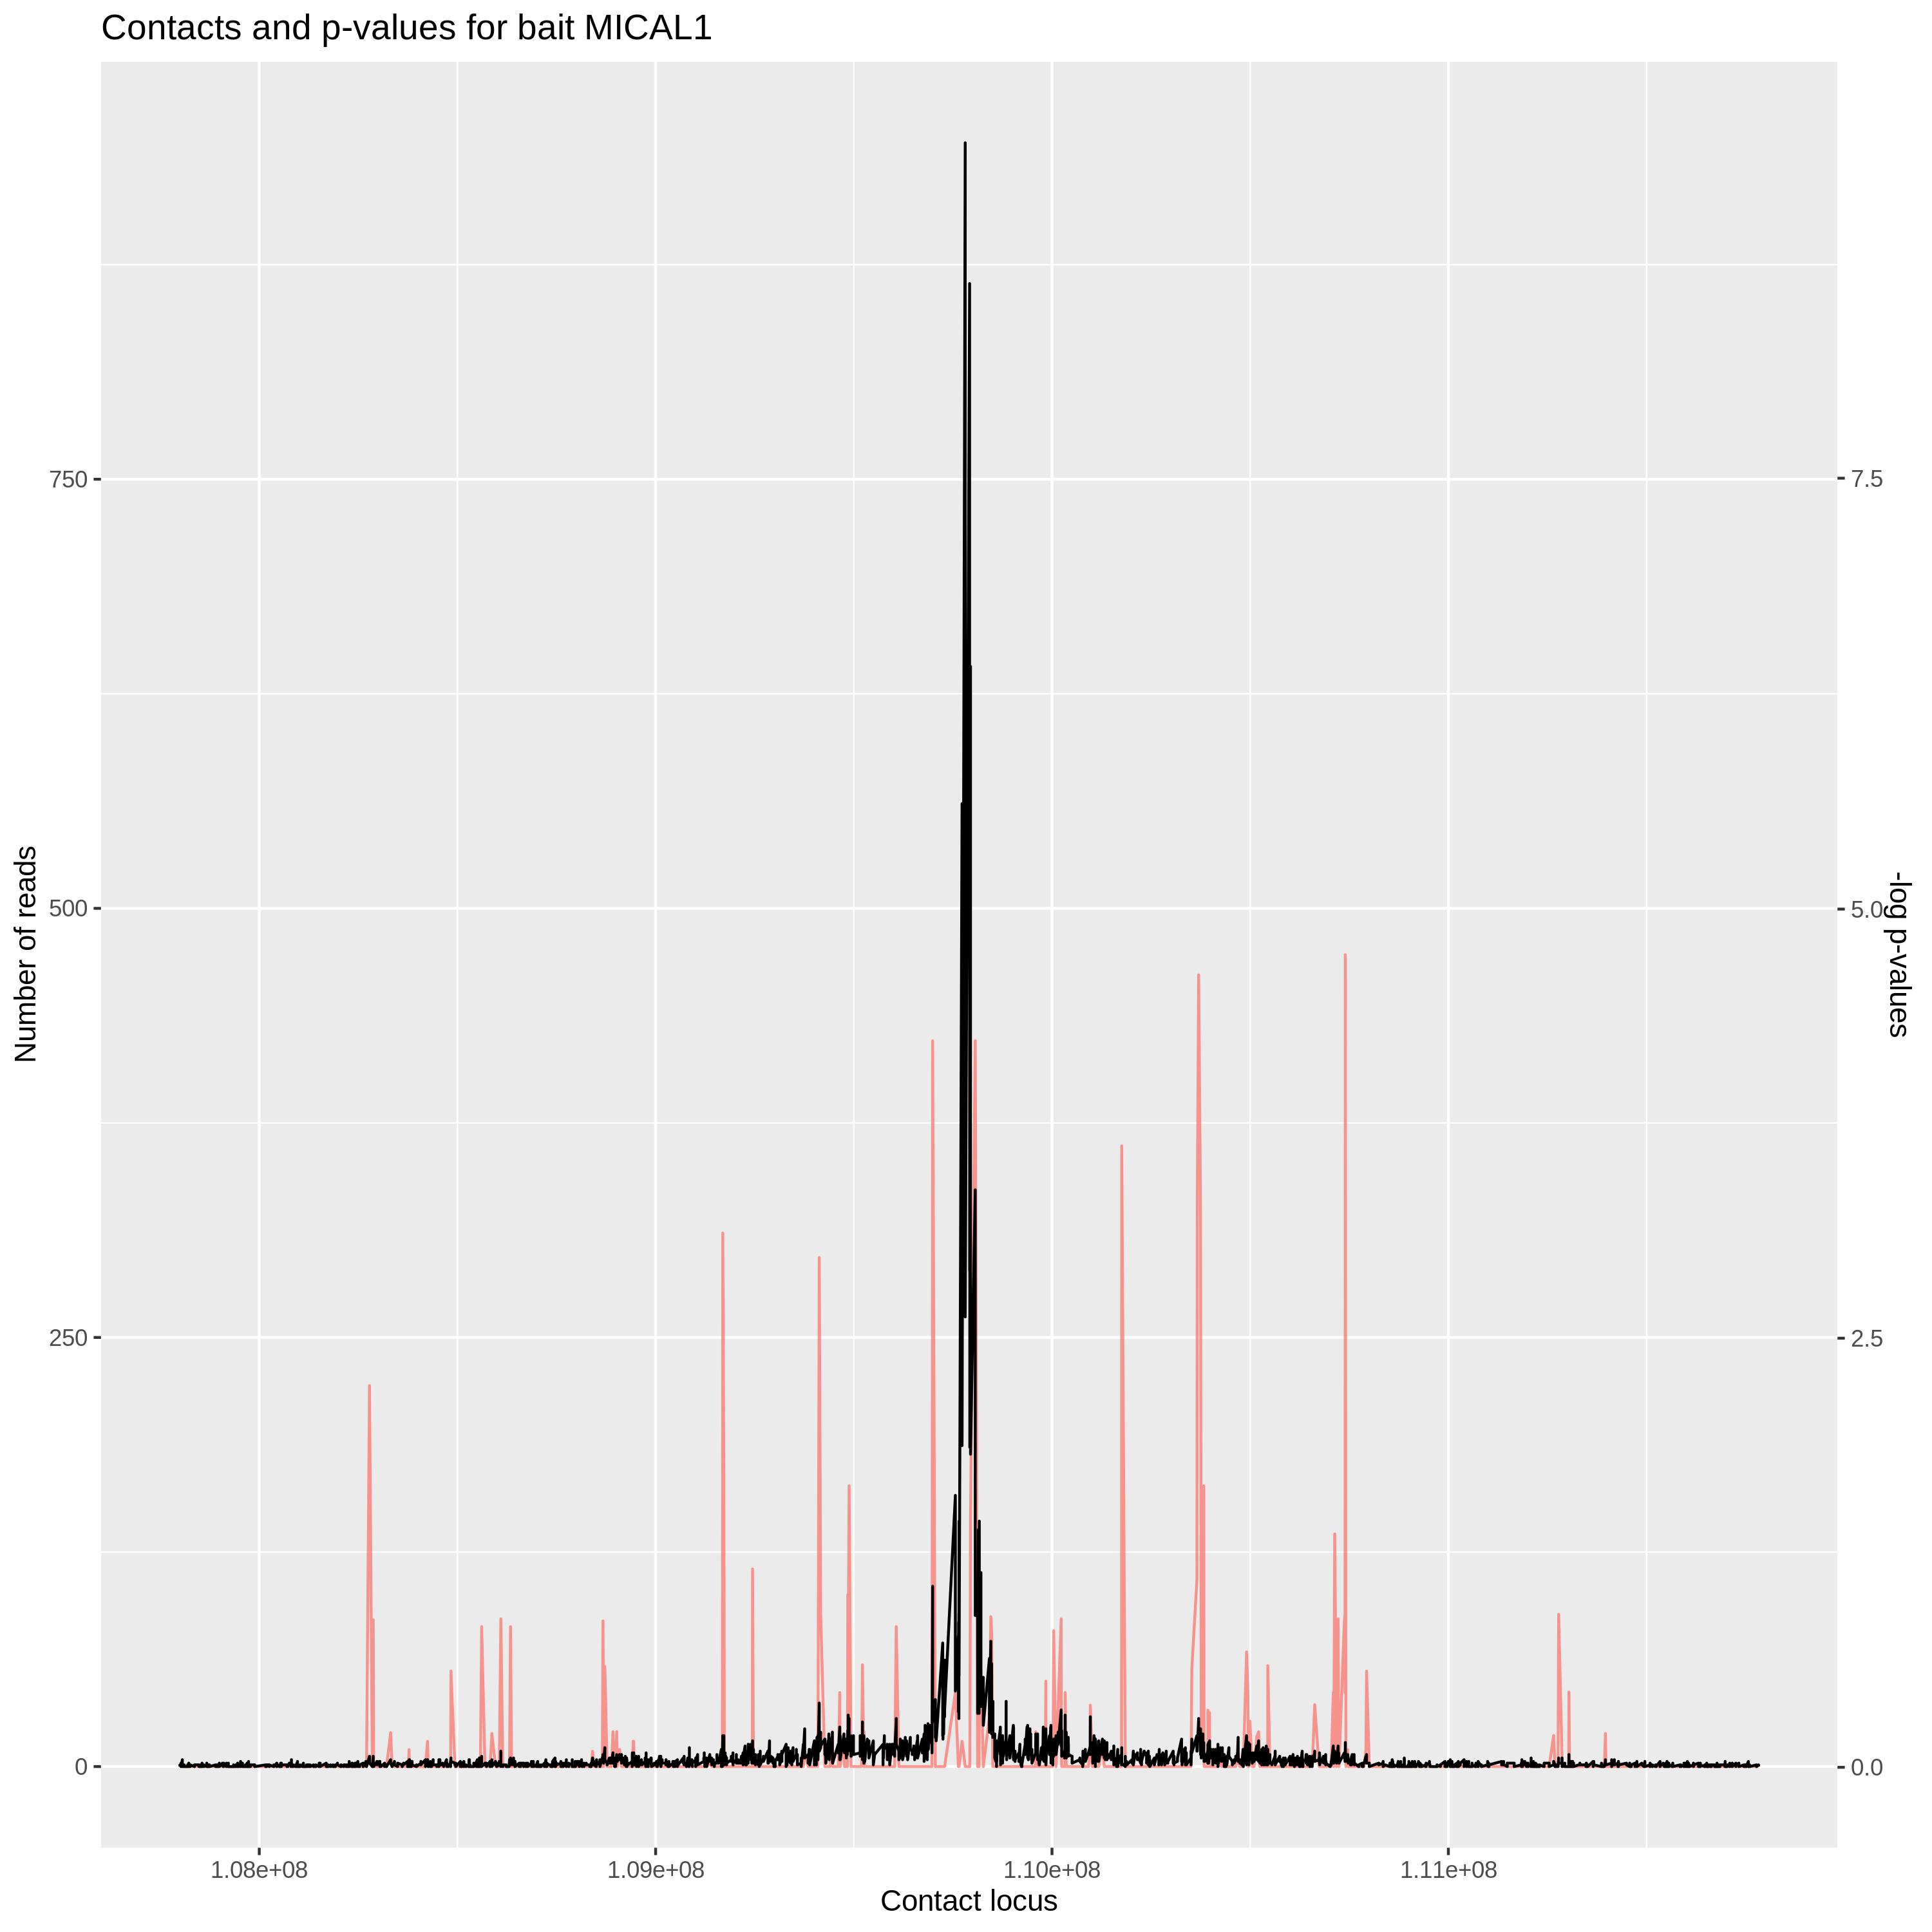 Contacts and p-values for bait MICAL1
750
500
250
0
7.5
5.0
2.5
0.0
Number of reads
-log p-values
1.08e+08
1.09e+08
1.10e+08
1.11e+08
Contact locus